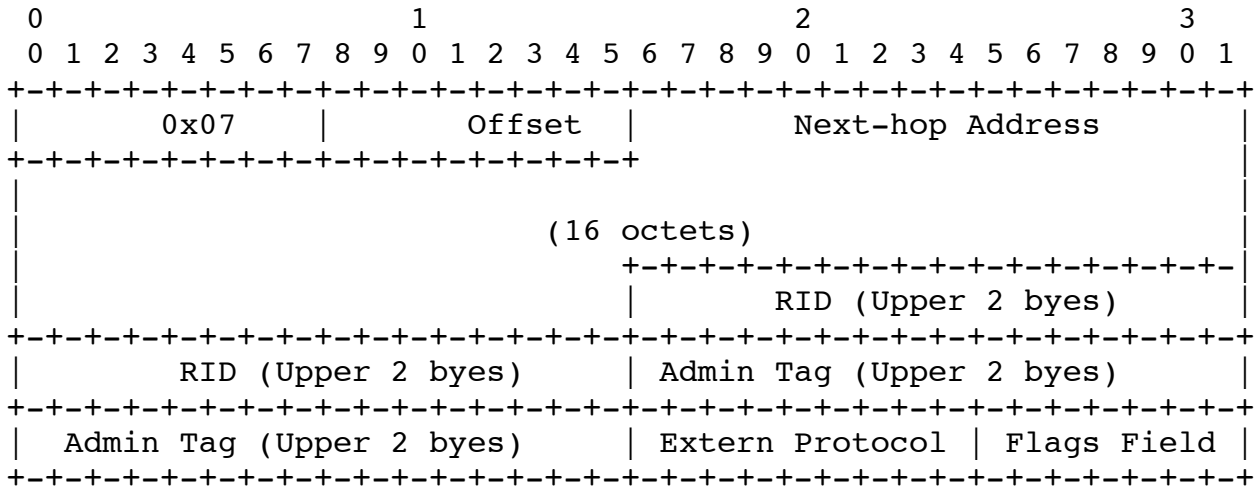 0                   1                   2                   3
0 1 2 3 4 5 6 7 8 9 0 1 2 3 4 5 6 7 8 9 0 1 2 3 4 5 6 7 8 9 0 1
+-+-+-+-+-+-+-+-+-+-+-+-+-+-+-+-+-+-+-+-+-+-+-+-+-+-+-+-+-+-+-+-+
|       0x07    |       Offset  |        Next-hop Address       |
+-+-+-+-+-+-+-+-+-+-+-+-+-+-+-+-+                               |
|                                                               |
|                           (16 octets)                         |
|                               +-+-+-+-+-+-+-+-+-+-+-+-+-+-+-+-|
|                               |       RID (Upper 2 byes)      |
+-+-+-+-+-+-+-+-+-+-+-+-+-+-+-+-+-+-+-+-+-+-+-+-+-+-+-+-+-+-+-+-+
|        RID (Upper 2 byes)     | Admin Tag (Upper 2 byes)      |
+-+-+-+-+-+-+-+-+-+-+-+-+-+-+-+-+-+-+-+-+-+-+-+-+-+-+-+-+-+-+-+-+
|  Admin Tag (Upper 2 byes)     | Extern Protocol | Flags Field |
+-+-+-+-+-+-+-+-+-+-+-+-+-+-+-+-+-+-+-+-+-+-+-+-+-+-+-+-+-+-+-+-+